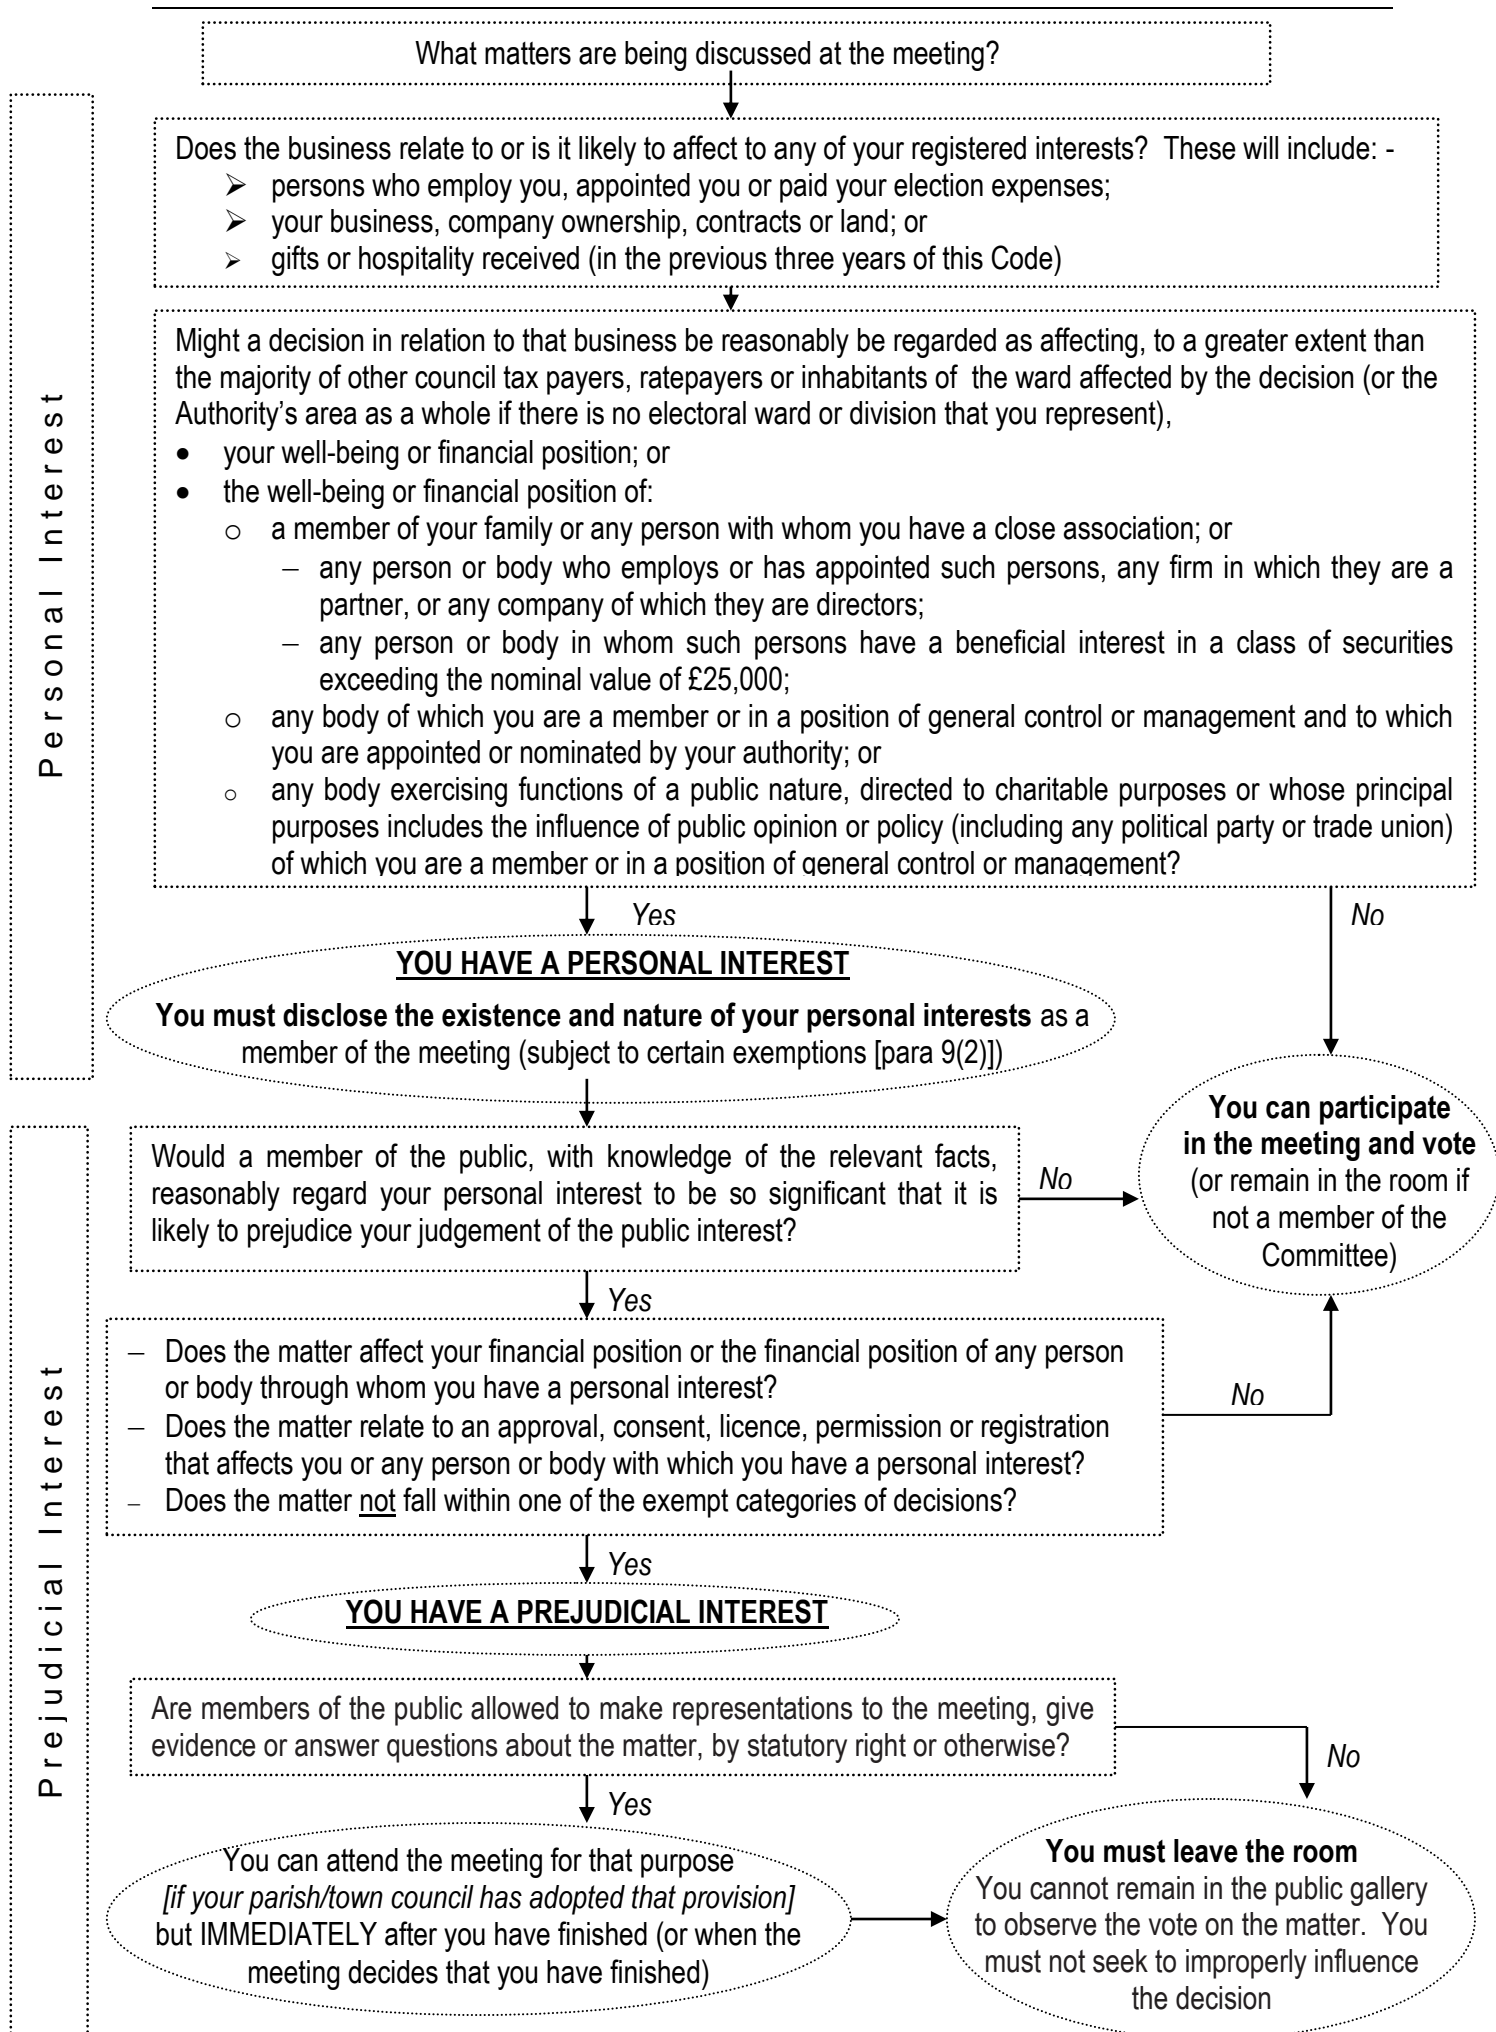 What matters are being discussed at the meeting?
Does the business relate to or is it likely to affect to any of your registered interests?  These will include: -
➢ persons who employ you, appointed you or paid your election expenses;
➢ your business, company ownership, contracts or land; or
➢ gifts or hospitality received (in the previous three years of this Code)
Personal Interest
Might a decision in relation to that business be reasonably be regarded as affecting, to a greater extent than
the majority of other council tax payers, ratepayers or inhabitants of  the ward affected by the decision (or the
Authority's area as a whole if there is no electoral ward or division that you represent),
• your well-being or financial position; or
• the well-being or financial position of:
o a member of your family or any person with whom you have a close association; or
– any person or body who employs or has appointed such persons, any firm in which they are a
partner, or any company of which they are directors;
– any person or body in whom such persons have a beneficial interest in a class of securities
exceeding the nominal value of £25,000;
o any body of which you are a member or in a position of general control or management and to which
you are appointed or nominated by your authority; or
o any body exercising functions of a public nature, directed to charitable purposes or whose principal
purposes includes the influence of public opinion or policy (including any political party or trade union)
of which you are a member or in a position of general control or management?
Yes
No
YOU HAVE A PERSONAL INTEREST
You must disclose the existence and nature of your personal interests as a
member of the meeting (subject to certain exemptions [para 9(2)])
You can participate
in the meeting and vote
(or remain in the room if
not a member of the
Committee)
Prejudicial Interest
Would a member of the public, with knowledge of the relevant facts,
reasonably regard your personal interest to be so significant that it is
likely to prejudice your judgement of the public interest?
No
Yes
– Does the matter affect your financial position or the financial position of any person
or body through whom you have a personal interest?
– Does the matter relate to an approval, consent, licence, permission or registration
that affects you or any person or body with which you have a personal interest?
– Does the matter not fall within one of the exempt categories of decisions?
No
Yes
YOU HAVE A PREJUDICIAL INTEREST
Are members of the public allowed to make representations to the meeting, give
evidence or answer questions about the matter, by statutory right or otherwise?
No
Yes
You can attend the meeting for that purpose
[if your parish/town council has adopted that provision]
but IMMEDIATELY after you have finished (or when the
meeting decides that you have finished)
You must leave the room
You cannot remain in the public gallery
to observe the vote on the matter.  You
must not seek to improperly influence
the decision